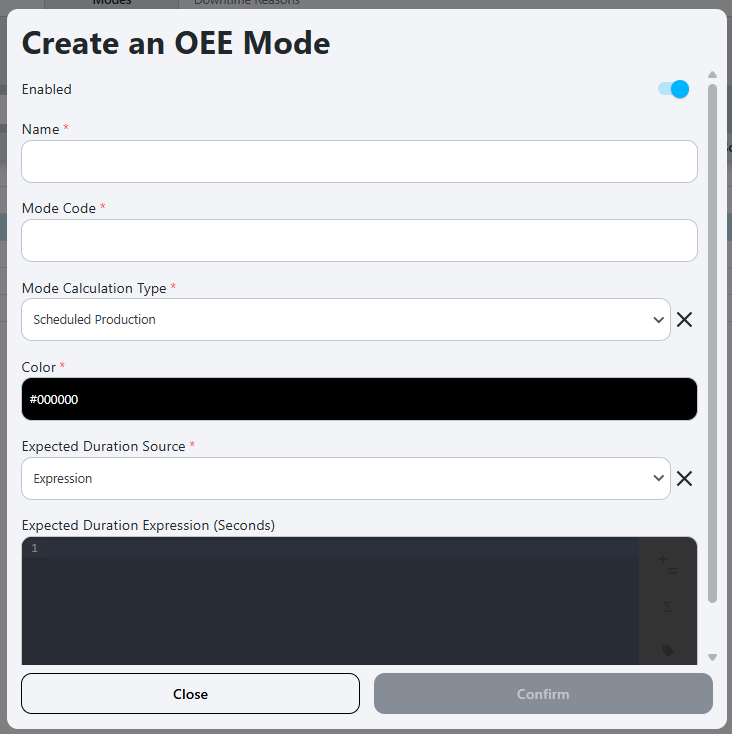 Modes Downtime Reasons
Create an OEE Mode
Enabled
Name *
Mode Code *
Mode Calculation Type *
Scheduled Production
Color *
#000000
Expected Duration Source *
Expression
Expected Duration Expression (Seconds)
1
Close Confirm